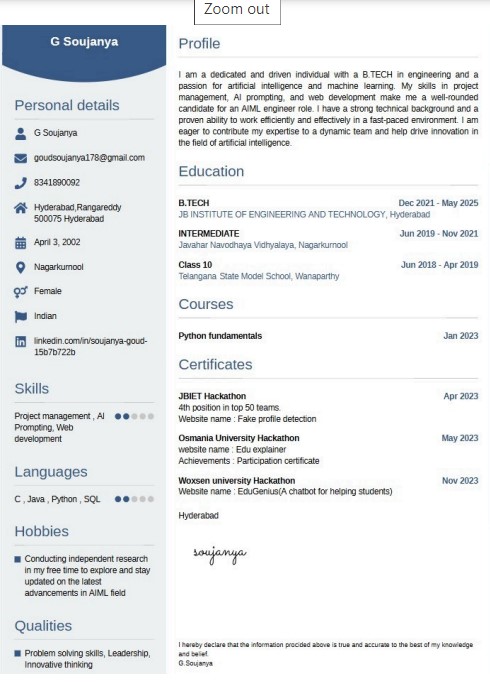 Zoom out
G Soujanya
Personal details
G Soujanya
goudsoujanya178@gmail.com
8341890092
Hyderabad,Rangareddy
500075 Hyderabad
April 3, 2002
Nagarkurnool
Female
Indian
linkedin.com/in/soujanya-goud-
15b7b722b
Skills
Project management , AI
Prompting, Web
development
Languages
C , Java , Python , SQL
Hobbies
Conducting independent research
in my free time to explore and stay
updated on the latest
advancements in AIML field
Qualities
Problem solving skills, Leadership,
Innovative thinking
Profile
I am a dedicated and driven individual with a B.TECH in engineering and a
passion for artificial intelligence and machine learning. My skills in project
management, AI prompting, and web development make me a well-rounded
candidate for an AIML engineer role. I have a strong technical background and a
proven ability to work efficiently and effectively in a fast-paced environment. I am
eager to contribute my expertise to a dynamic team and help drive innovation in
the field of artificial intelligence.
Education
B.TECH Dec 2021 - May 2025
JB INSTITUTE OF ENGINEERING AND TECHNOLOGY, Hyderabad
INTERMEDIATE Jun 2019 - Nov 2021
Javahar Navodhaya Vidhyalaya, Nagarkurnool
Class 10 Jun 2018 - Apr 2019
Telangana State Model School, Wanaparthy
Courses
Python fundamentals Jan 2023
Certificates
JBIET Hackathon Apr 2023
4th position in top 50 teams.
Website name : Fake profile detection
Osmania University Hackathon May 2023
website name : Edu explainer
Achievements : Participation certificate
Woxsen university Hackathon Nov 2023
Website name : EduGenius(A chatbot for helping students)
Hyderabad
soujanya
I hereby declare that the information procided above is true and accurate to the best of my knowledge
and belief.
G.Soujanya